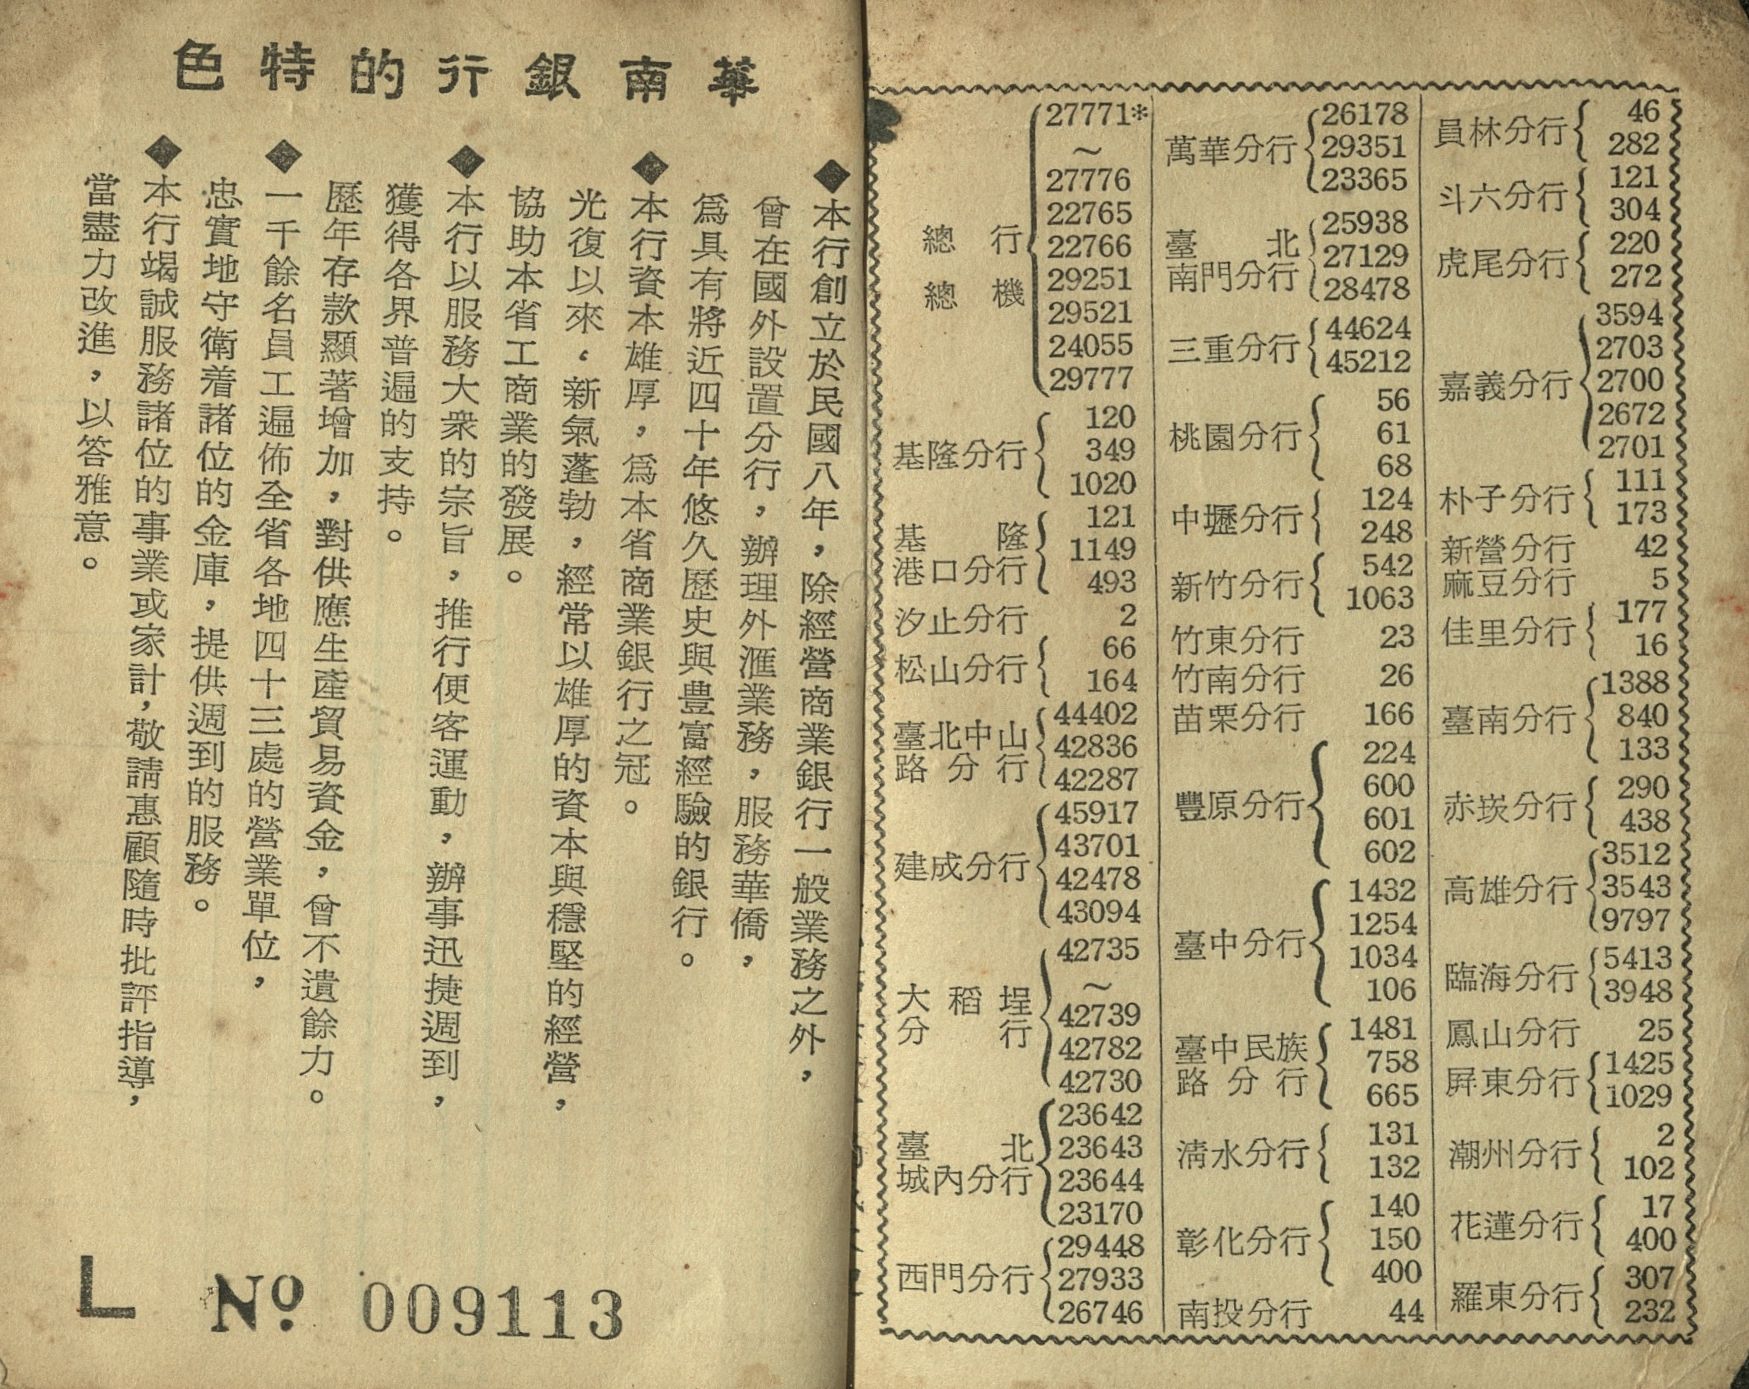 華南銀行的特色
◆本行創立於民國八年，除經營商業銀行一般業務之外，
曾在國外設置分行，辦理外滙業務，服務華僑，
爲具有將近四十年悠久歷史與豊富經驗的銀行。
◆本行資本雄厚，爲本省商業銀行之冠。
光復以來，新氣蓬勃，經常以雄厚的資本與穩堅的經營，
協助本省工商業的發展。
◆本行以服務大衆的宗旨，推行便客運動，辦事迅捷週到，
獲得各界普遍的支持。
歷年存款顯著增加，對供應生產貿易資金，曾不遺餘力。
◆一千餘名員工遍佈全省各地四十三處的營業單位，
忠實地守衛着諸位的金庫，提供週到的服務。
◆本行竭誠服務諸位的事業或家計，敬請惠顧隨時批評指導，
當盡力改進，以答雅意。
L No. 009113
總行
總機
27771*
～
27776
22765
22766
29251
29521
24055
29777
基隆分行
120
349
1020
基隆
港口分行
121
1149
493
汐止分行 2
松山分行
66
164
臺北中山
路分行
44402
42836
42287
建成分行
45917
43701
42478
43094
大稻埕
分行
42735
～
42739
42782
42730
臺北
城內分行
23642
23643
23644
23170
西門分行
29448
27933
26746
萬華分行
26178
29351
23365
臺北
南門分行
25938
27129
28478
三重分行
44624
45212
桃園分行
56
61
68
中壢分行
124
248
新竹分行
542
1063
竹東分行 23
竹南分行 26
苗栗分行 166
豐原分行
224
600
601
602
臺中分行
1432
1254
1034
106
臺中民族
路分行
1481
758
665
淸水分行
131
132
彰化分行
140
150
400
南投分行 44
員林分行
46
282
斗六分行
121
304
虎尾分行
220
272
嘉義分行
3594
2703
2700
2672
2701
朴子分行
111
173
新營分行 42
麻豆分行 5
佳里分行
177
16
臺南分行
1388
840
133
赤崁分行
290
438
高雄分行
3512
3543
9797
臨海分行
5413
3948
鳳山分行 25
屛東分行
1425
1029
潮州分行
2
102
花蓮分行
17
400
羅東分行
307
232